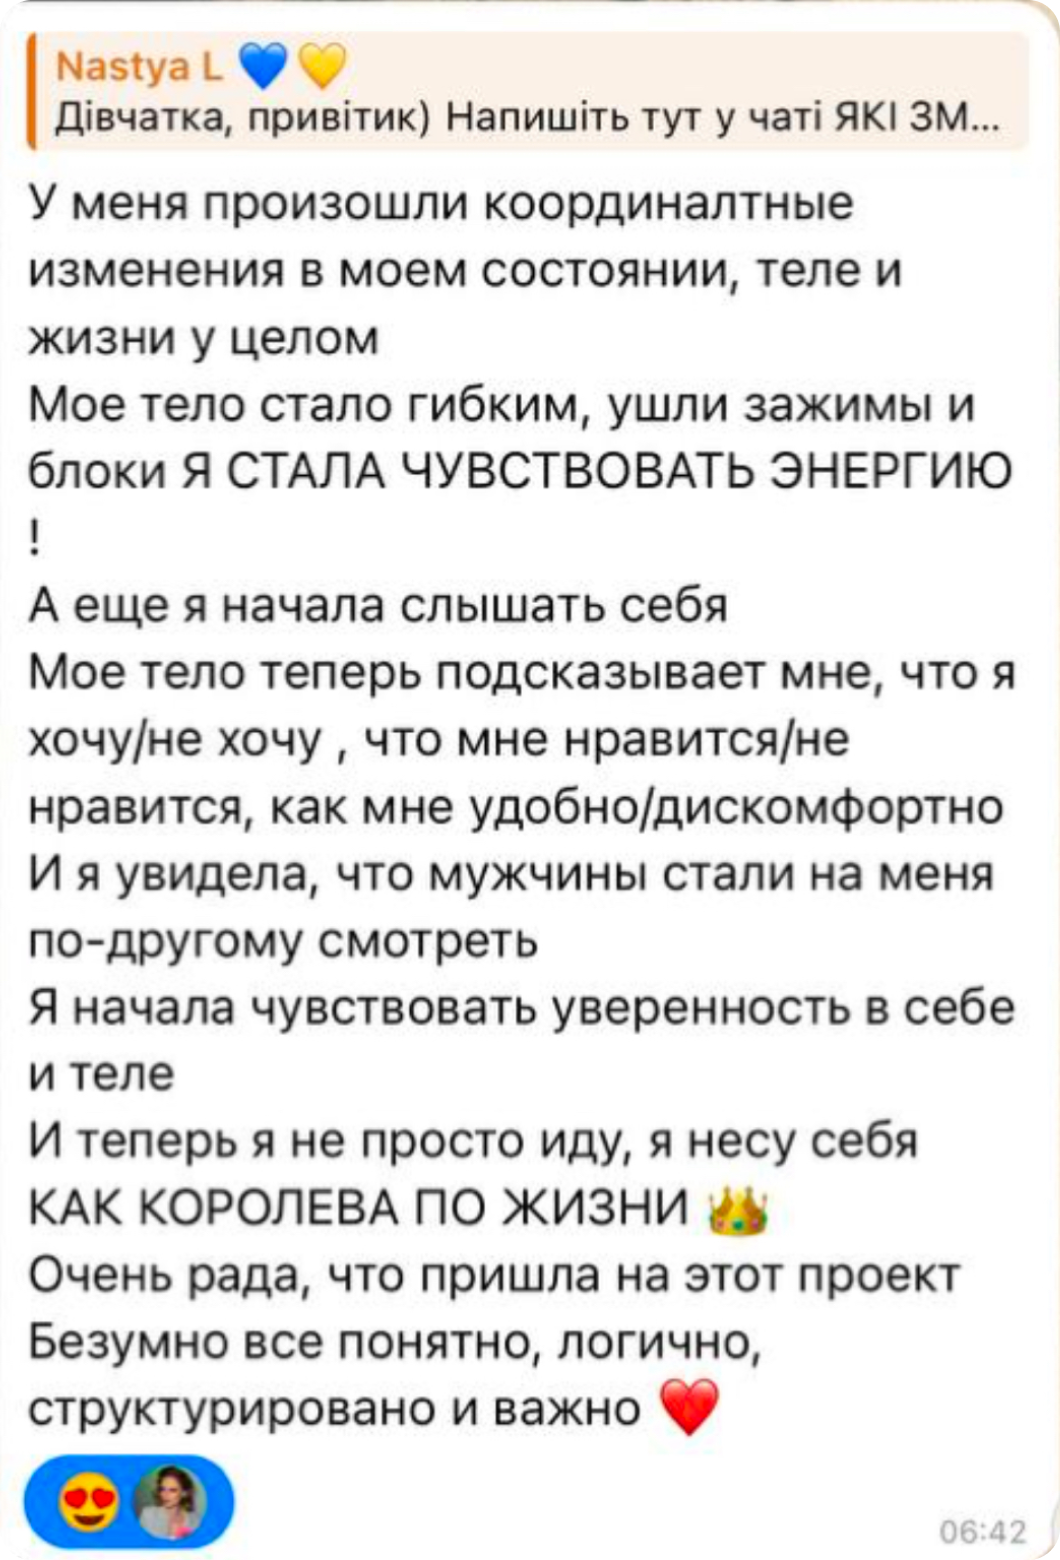 Nastya L 💙 💛
Дівчатка, привітик) Напишіть тут у чаті ЯКІ ЗМ...
У меня произошли координалтные
изменения в моем состоянии, теле и
жизни у целом
Мое тело стало гибким, ушли зажимы и
блоки Я СТАЛА ЧУВСТВОВАТЬ ЭНЕРГИЮ
!
А еще я начала слышать себя
Мое тело теперь подсказывает мне, что я
хочу/не хочу , что мне нравится/не
нравится, как мне удобно/дискомфортно
И я увидела, что мужчины стали на меня
по-другому смотреть
Я начала чувствовать уверенность в себе
и теле
И теперь я не просто иду, я несу себя
КАК КОРОЛЕВА ПО ЖИЗНИ 👑
Очень рада, что пришла на этот проект
Безумно все понятно, логично,
структурировано и важно ❤️
06:42